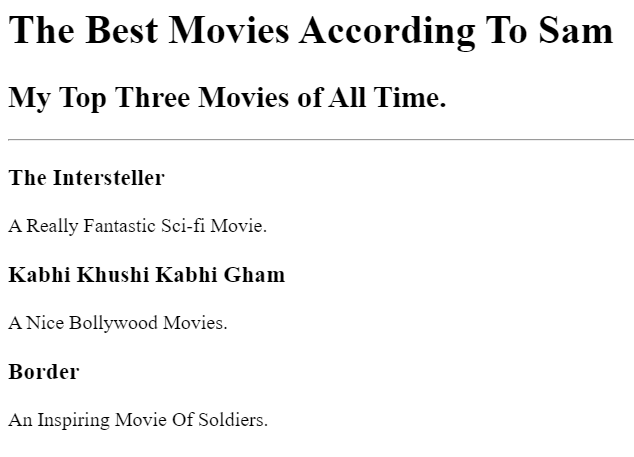 The Best Movies According To Sam
My Top Three Movies of All Time.
The Intersteller
A Really Fantastic Sci-fi Movie.
Kabhi Khushi Kabhi Gham
A Nice Bollywood Movies.
Border
An Inspiring Movie Of Soldiers.